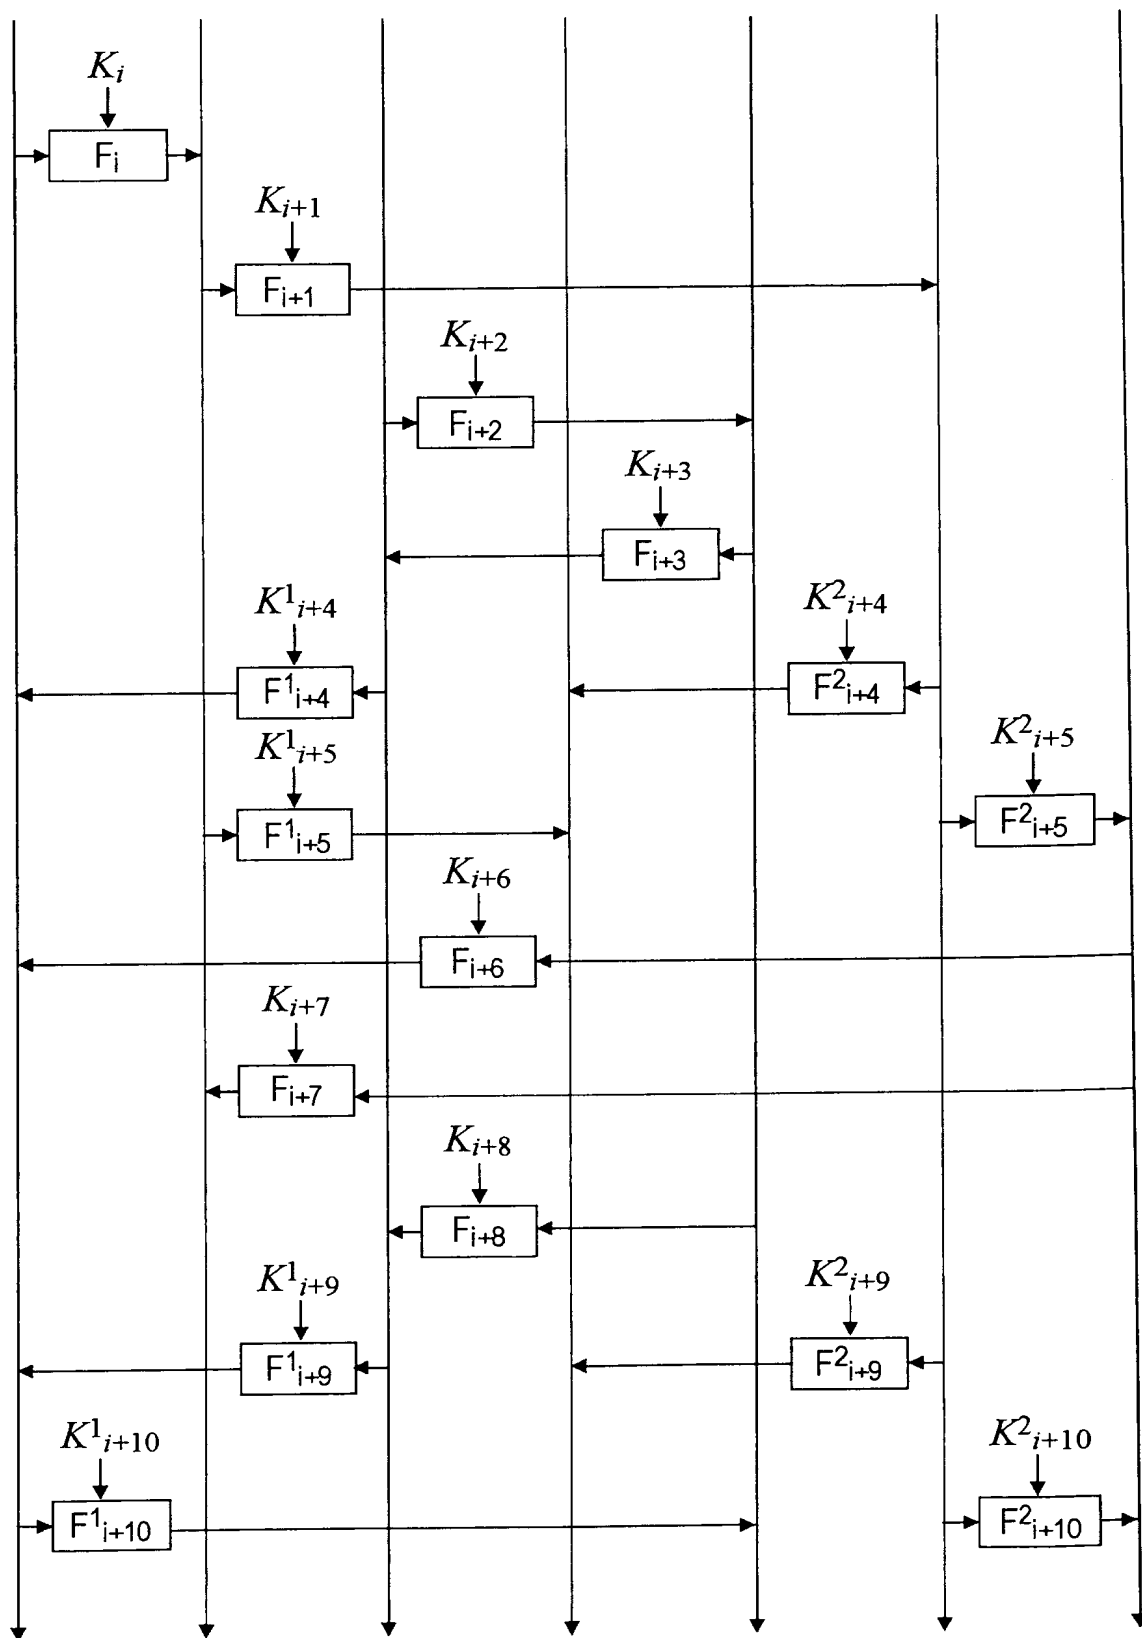 K_i
F_i
K_{i+1}
F_{i+1}
K_{i+2}
F_{i+2}
K_{i+3}
F_{i+3}
K^1_{i+4} K^2_{i+4}
F^1_{i+4} F^2_{i+4}
K^1_{i+5} K^2_{i+5}
F^1_{i+5} F^2_{i+5}
K_{i+6}
F_{i+6}
K_{i+7}
F_{i+7}
K_{i+8}
F_{i+8}
K^1_{i+9} K^2_{i+9}
F^1_{i+9} F^2_{i+9}
K^1_{i+10} K^2_{i+10}
F^1_{i+10} F^2_{i+10}